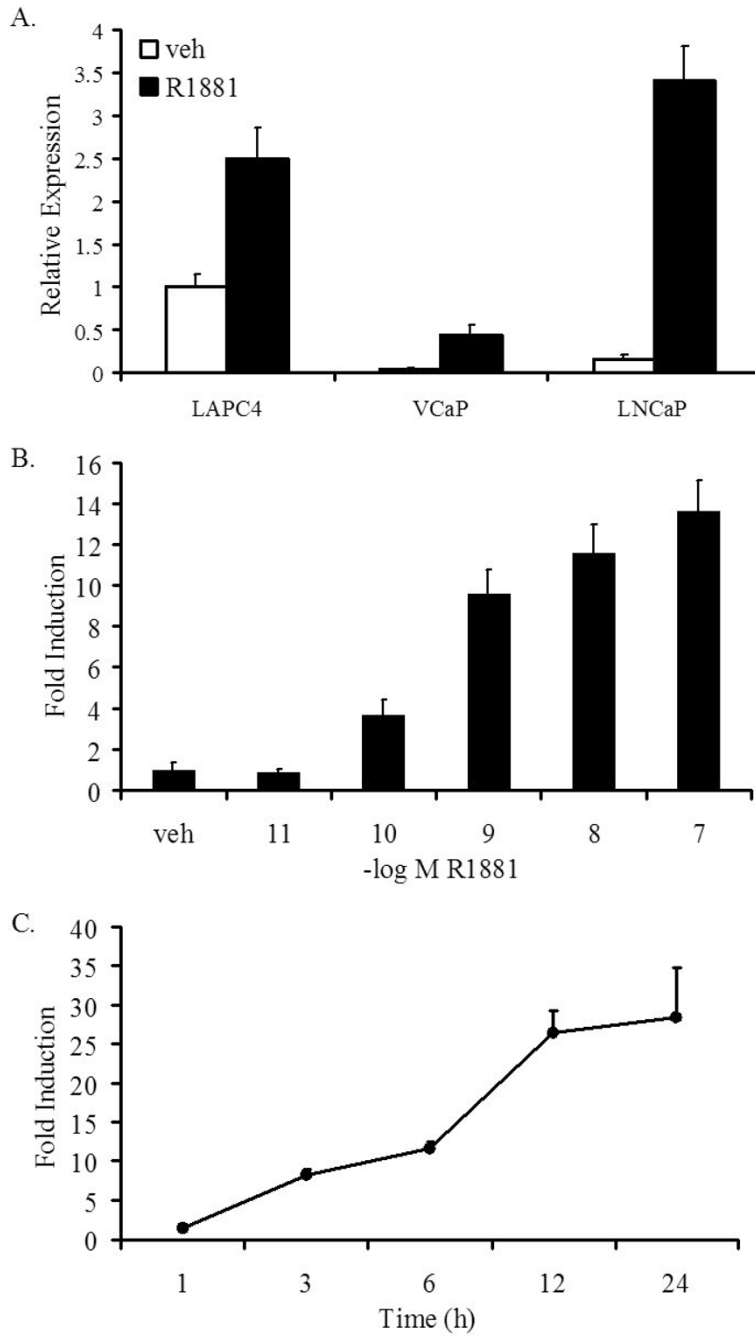 A.
Relative Expression
4
3.5
3
2.5
2
1.5
1
0.5
0
veh
R1881
LAPC4 VCaP LNCaP
B.
Fold Induction
16
14
12
10
8
6
4
2
0
veh 11 10 9 8 7
-log M R1881
C.
Fold Induction
40
35
30
25
20
15
10
5
0
1 3 6 12 24
Time (h)